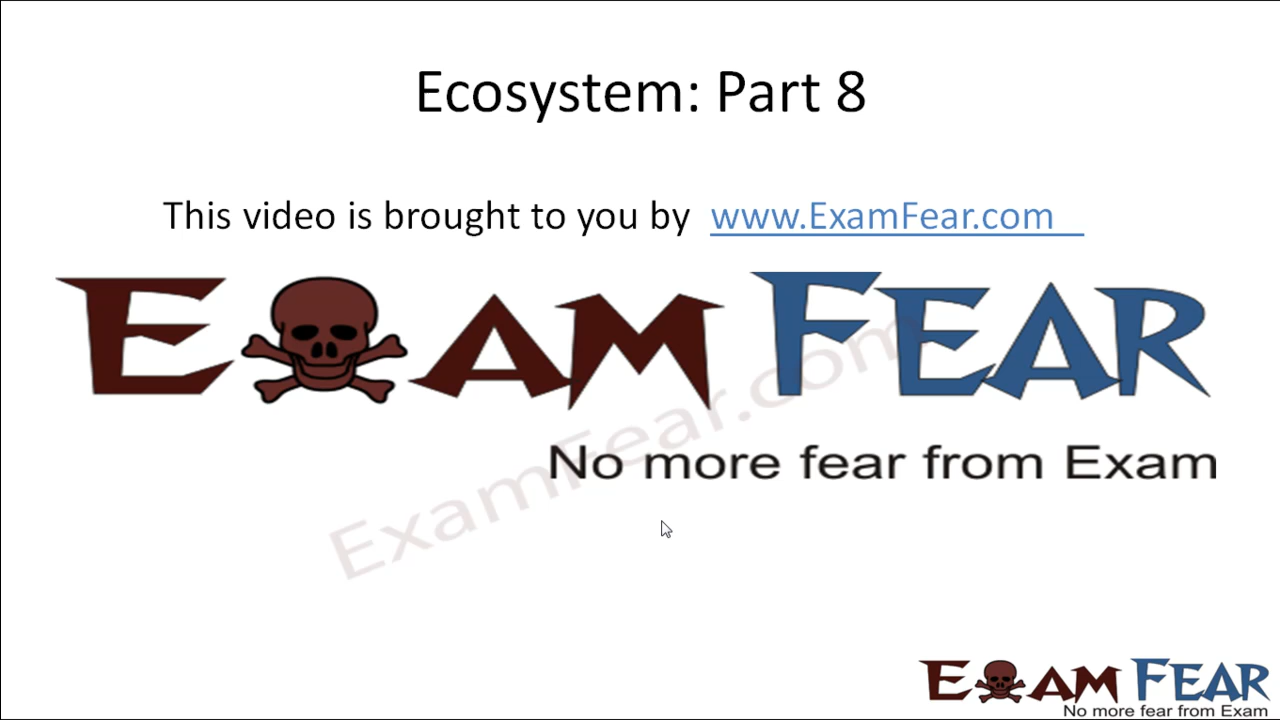 Ecosystem: Part 8
This video is brought to you by www.ExamFear.com
EXAM FEAR
No more fear from Exam
ExamFear.com
EXAM FEAR
No more fear from Exam